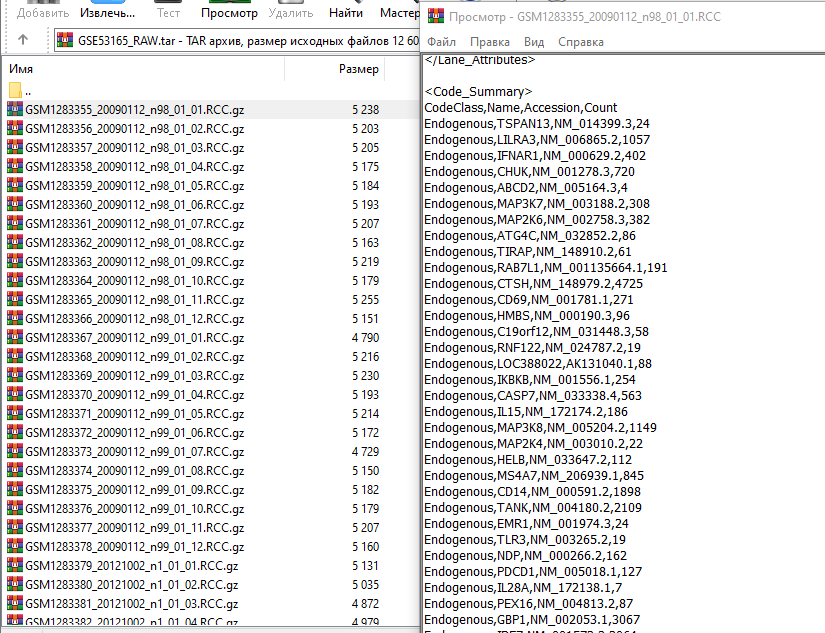 Добавить Извлечь... Тест Просмотр Удалить Найти Мастер
GSE53165_RAW.tar - TAR архив, размер исходных файлов 12 60
Имя Размер
..
GSM1283355_20090112_n98_01_01.RCC.gz 5 238
GSM1283356_20090112_n98_01_02.RCC.gz 5 203
GSM1283357_20090112_n98_01_03.RCC.gz 5 205
GSM1283358_20090112_n98_01_04.RCC.gz 5 175
GSM1283359_20090112_n98_01_05.RCC.gz 5 184
GSM1283360_20090112_n98_01_06.RCC.gz 5 193
GSM1283361_20090112_n98_01_07.RCC.gz 5 207
GSM1283362_20090112_n98_01_08.RCC.gz 5 163
GSM1283363_20090112_n98_01_09.RCC.gz 5 219
GSM1283364_20090112_n98_01_10.RCC.gz 5 179
GSM1283365_20090112_n98_01_11.RCC.gz 5 255
GSM1283366_20090112_n98_01_12.RCC.gz 5 151
GSM1283367_20090112_n99_01_01.RCC.gz 4 790
GSM1283368_20090112_n99_01_02.RCC.gz 5 216
GSM1283369_20090112_n99_01_03.RCC.gz 5 230
GSM1283370_20090112_n99_01_04.RCC.gz 5 193
GSM1283371_20090112_n99_01_05.RCC.gz 5 214
GSM1283372_20090112_n99_01_06.RCC.gz 5 172
GSM1283373_20090112_n99_01_07.RCC.gz 4 729
GSM1283374_20090112_n99_01_08.RCC.gz 5 150
GSM1283375_20090112_n99_01_09.RCC.gz 5 182
GSM1283376_20090112_n99_01_10.RCC.gz 5 179
GSM1283377_20090112_n99_01_11.RCC.gz 5 207
GSM1283378_20090112_n99_01_12.RCC.gz 5 160
GSM1283379_20121002_n1_01_01.RCC.gz 5 131
GSM1283380_20121002_n1_01_02.RCC.gz 5 035
GSM1283381_20121002_n1_01_03.RCC.gz 4 872
GSM1283382_20121002_n1_01_04.RCC.gz 4 979
Просмотр - GSM1283355_20090112_n98_01_01.RCC
Файл Правка Вид Справка
</Lane_Attributes>
<Code_Summary>
CodeClass,Name,Accession,Count
Endogenous,TSPAN13,NM_014399.3,24
Endogenous,LILRA3,NM_006865.2,1057
Endogenous,IFNAR1,NM_000629.2,402
Endogenous,CHUK,NM_001278.3,720
Endogenous,ABCD2,NM_005164.3,4
Endogenous,MAP3K7,NM_003188.2,308
Endogenous,MAP2K6,NM_002758.3,382
Endogenous,ATG4C,NM_032852.2,86
Endogenous,TIRAP,NM_148910.2,61
Endogenous,RAB7L1,NM_001135664.1,191
Endogenous,CTSH,NM_148979.2,4725
Endogenous,CD69,NM_001781.1,271
Endogenous,HMBS,NM_000190.3,96
Endogenous,C19orf12,NM_031448.3,58
Endogenous,RNF122,NM_024787.2,19
Endogenous,LOC388022,AK131040.1,88
Endogenous,IKBKB,NM_001556.1,254
Endogenous,CASP7,NM_033338.4,563
Endogenous,IL15,NM_172174.2,186
Endogenous,MAP3K8,NM_005204.2,1149
Endogenous,MAP2K4,NM_003010.2,22
Endogenous,HELB,NM_033647.2,112
Endogenous,MS4A7,NM_206939.1,845
Endogenous,CD14,NM_000591.2,1898
Endogenous,TANK,NM_004180.2,2109
Endogenous,EMR1,NM_001974.3,24
Endogenous,TLR3,NM_003265.2,19
Endogenous,NDP,NM_000266.2,162
Endogenous,PDCD1,NM_005018.1,127
Endogenous,IL28A,NM_172138.1,7
Endogenous,PEX16,NM_004813.2,87
Endogenous,GBP1,NM_002053.1,3067